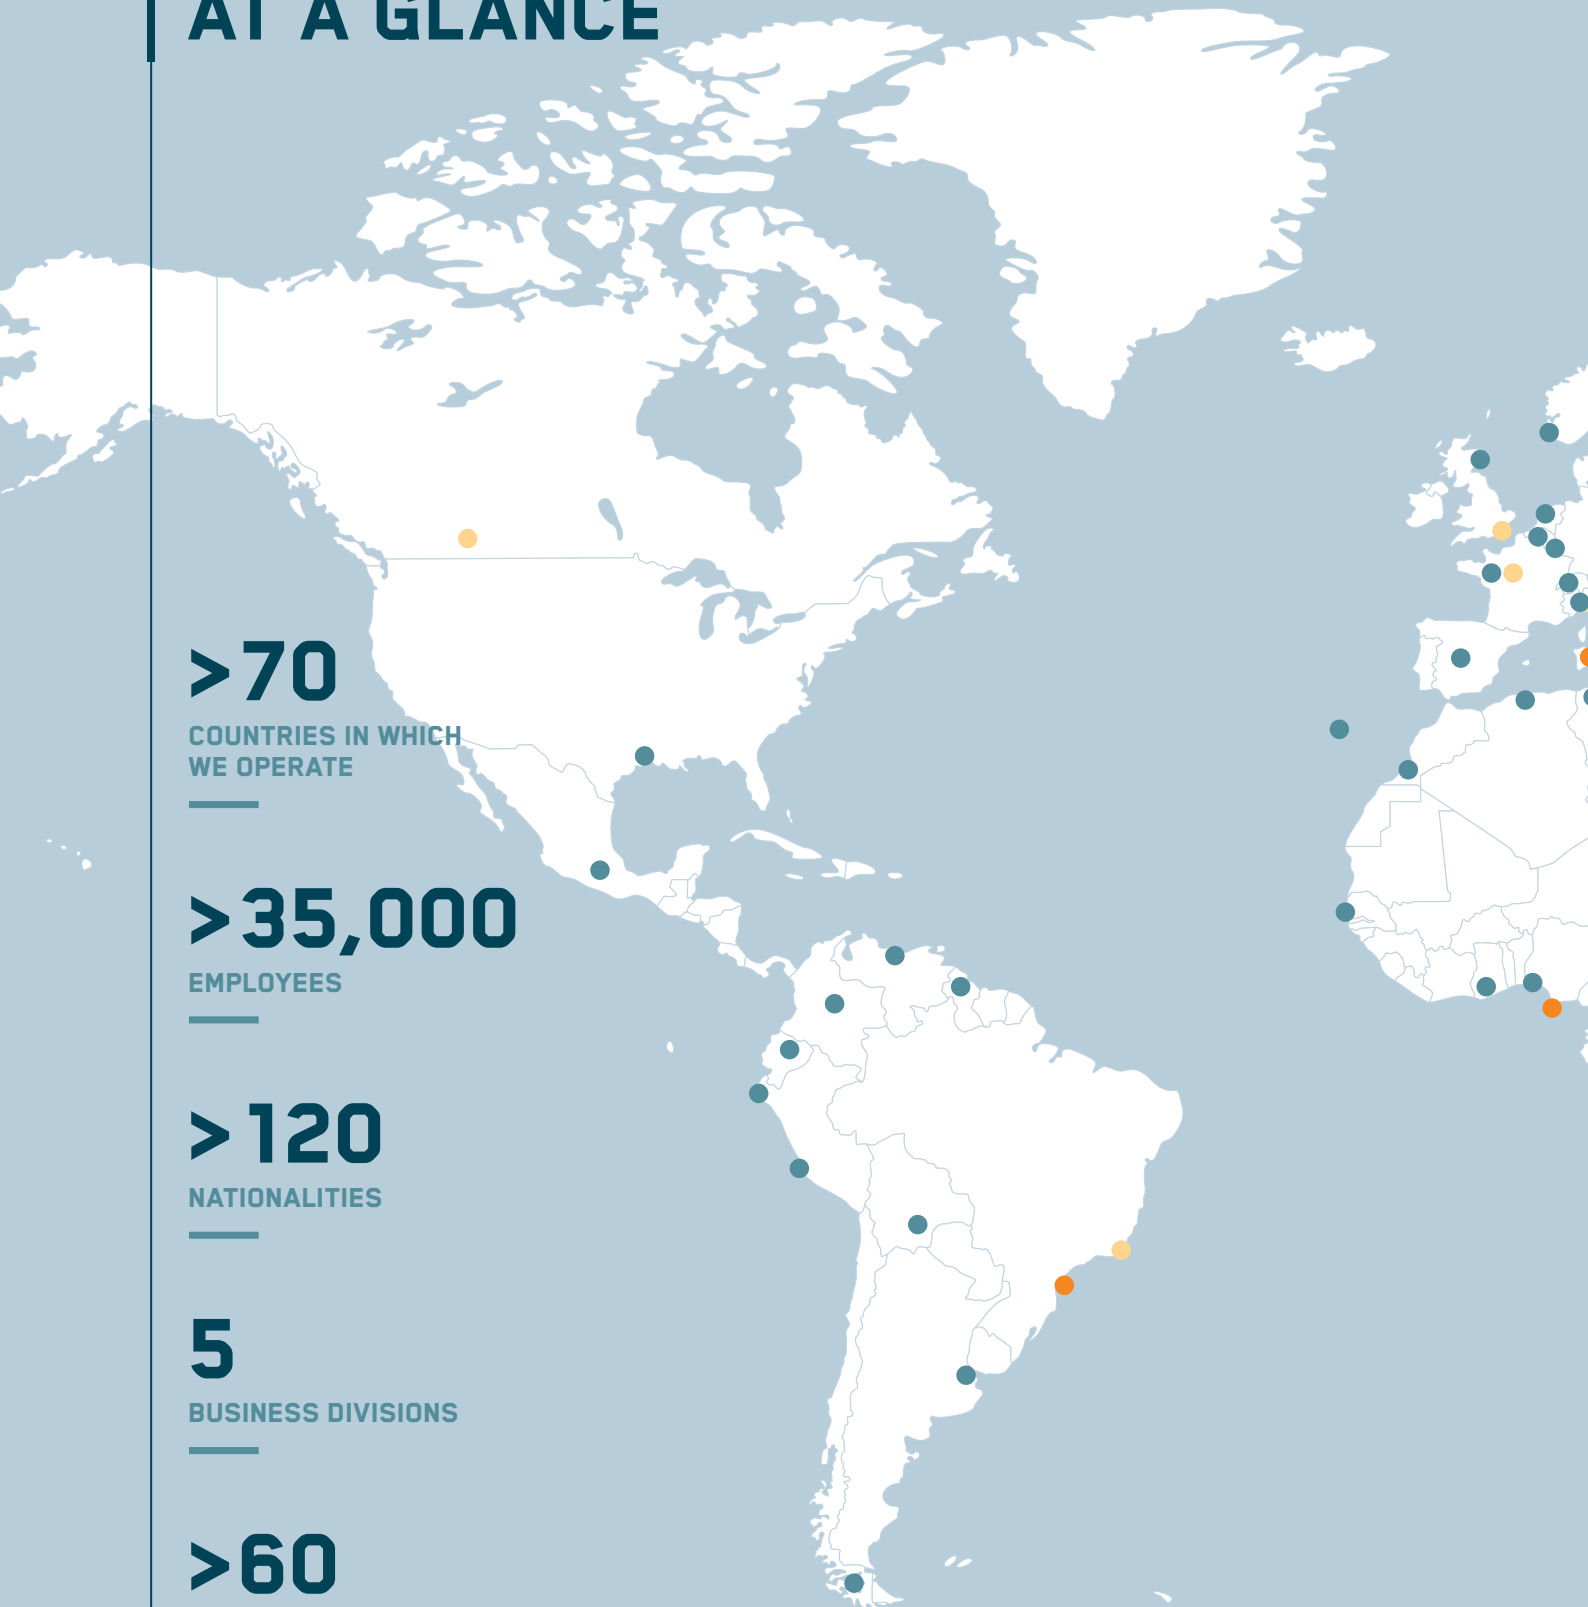 AT A GLANCE
>70
COUNTRIES IN WHICH
WE OPERATE
>35,000
EMPLOYEES
>120
NATIONALITIES
5
BUSINESS DIVISIONS
>60